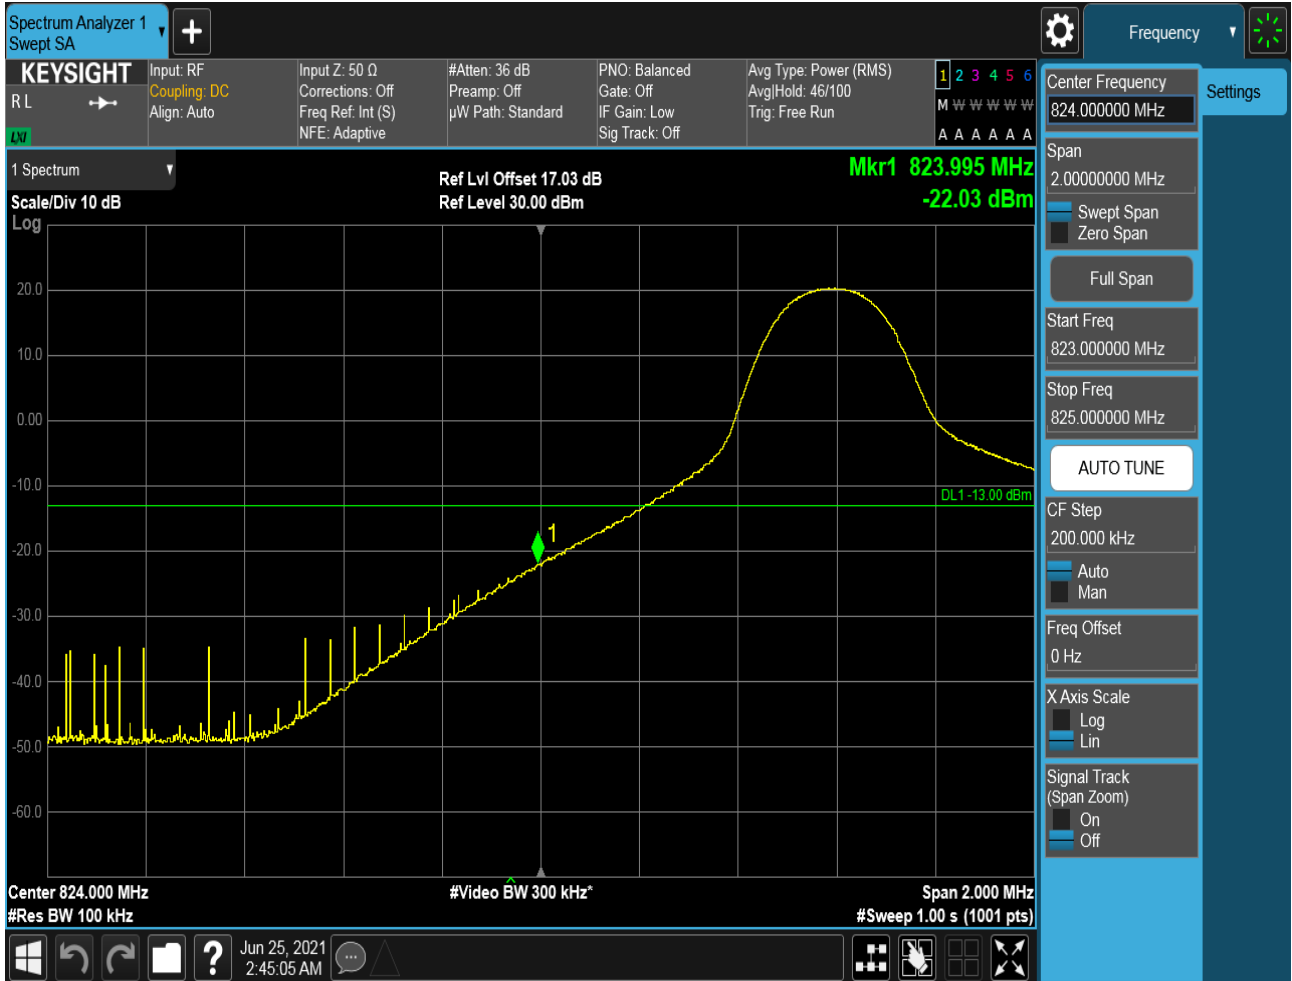 Spectrum Analyzer 1
Swept SA
Frequency
KEYSIGHT
R L
LXI
Input: RF
Coupling: DC
Align: Auto
Input Z: 50 Ω
Corrections: Off
Freq Ref: Int (S)
NFE: Adaptive
#Atten: 36 dB
Preamp: Off
µW Path: Standard
PNO: Balanced
Gate: Off
IF Gain: Low
Sig Track: Off
Avg Type: Power (RMS)
Avg|Hold: 46/100
Trig: Free Run
1 2 3 4 5 6
M W W W W W
A A A A A A
1 Spectrum
Scale/Div 10 dB
Log
Ref Lvl Offset 17.03 dB
Ref Level 30.00 dBm
Mkr1 823.995 MHz
-22.03 dBm
20.0
10.0
0.00
-10.0
-20.0
-30.0
-40.0
-50.0
-60.0
DL1 -13.00 dBm
1
Center 824.000 MHz
#Res BW 100 kHz
#Video BW 300 kHz*
Span 2.000 MHz
#Sweep 1.00 s (1001 pts)
?
Jun 25, 2021
2:45:05 AM
Center Frequency
824.000000 MHz
Span
2.00000000 MHz
Swept Span
Zero Span
Full Span
Start Freq
823.000000 MHz
Stop Freq
825.000000 MHz
AUTO TUNE
CF Step
200.000 kHz
Auto
Man
Freq Offset
0 Hz
X Axis Scale
Log
Lin
Signal Track
(Span Zoom)
On
Off
Settings